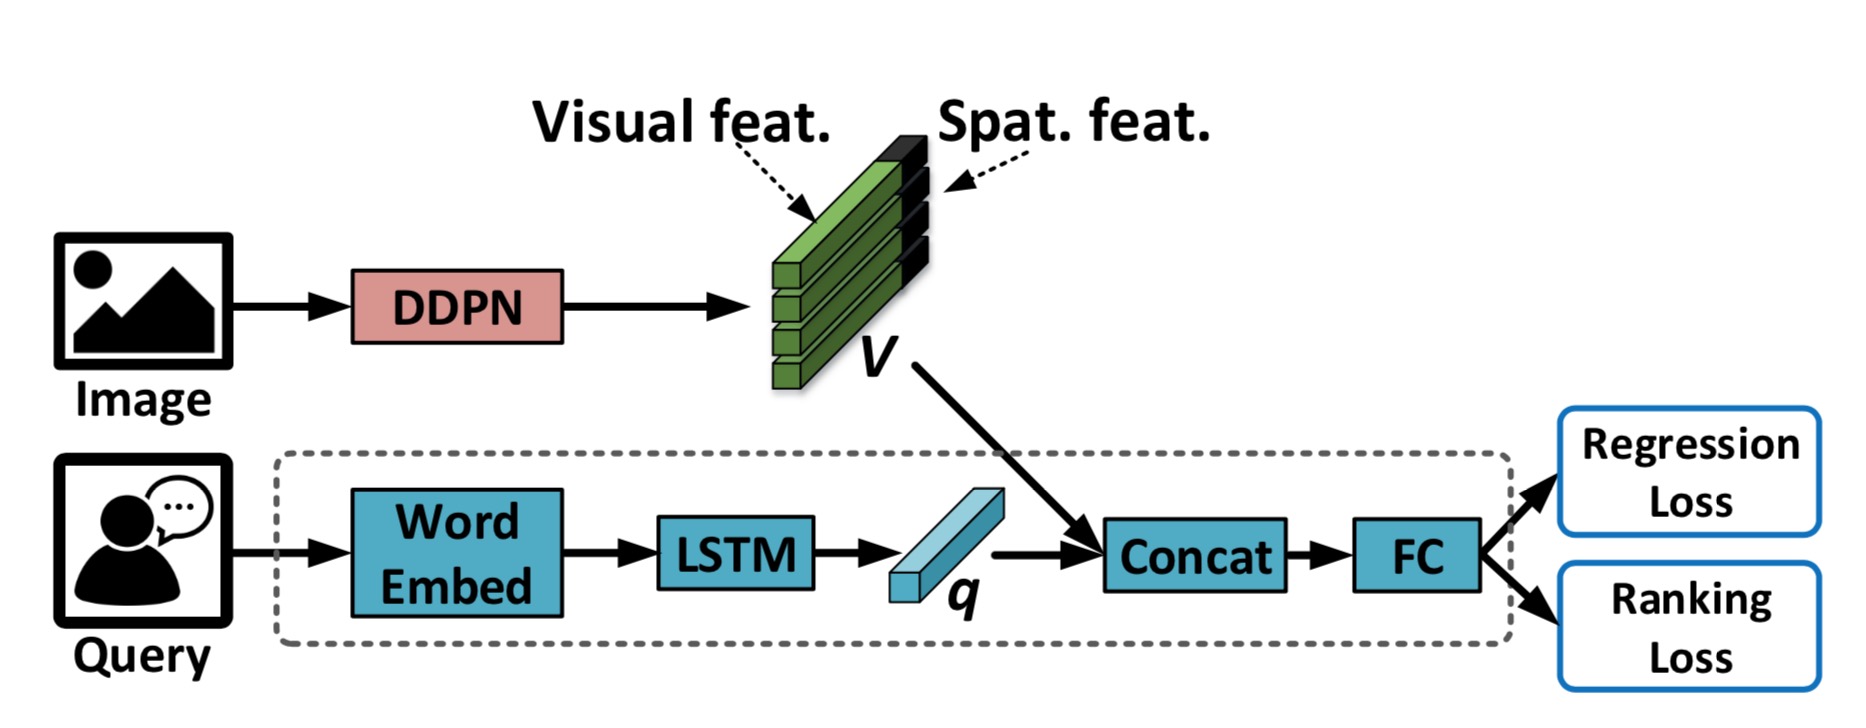 Visual feat.
Spat. feat.
DDPN
V
Image
Word
Embed
LSTM
q
Concat
FC
Regression
Loss
Ranking
Loss
Query